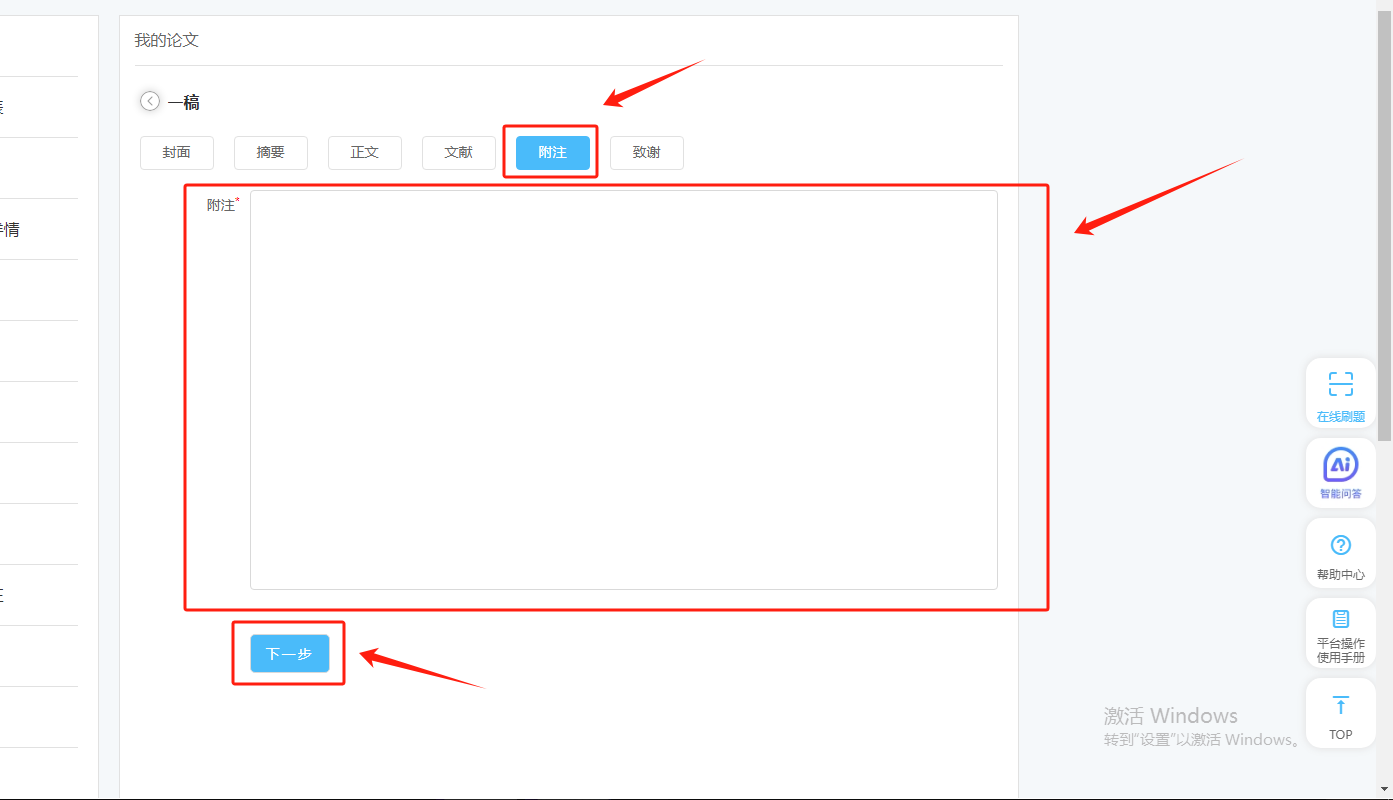 我的论文
一稿
封面 摘要 正文 文献 附注 致谢
附注*
情
下一步
在线刷题
Ai
智能问答
帮助中心
平台操作
使用手册
TOP
激活 Windows
转到"设置"以激活 Windows。